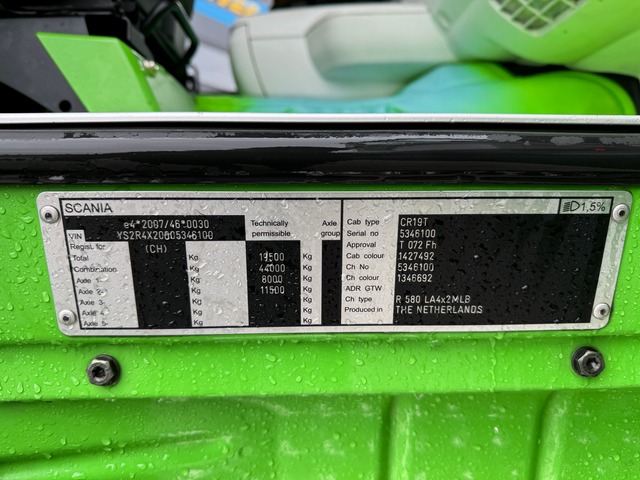 SCANIA
e4*2007/46*0030
VIN YS2R4X20005346100
Regist. for (CH)
Technically permissible
Axle group
Total Kg 19500 Kg
Combination Kg 44000 Kg
Axle 1 Kg 8000 Kg
Axle 2 Kg 11500 Kg
Axle 3 Kg Kg
Axle 4 Kg Kg
Axle 5 Kg Kg
1,5%
Cab type CR19T
Serial no 5346100
Approval T 072 Fh
Cab colour 1427492
Ch No 5346100
ADR GTW 1346692
Ch type R 580 LA4x2MLB
Produced in THE NETHERLANDS